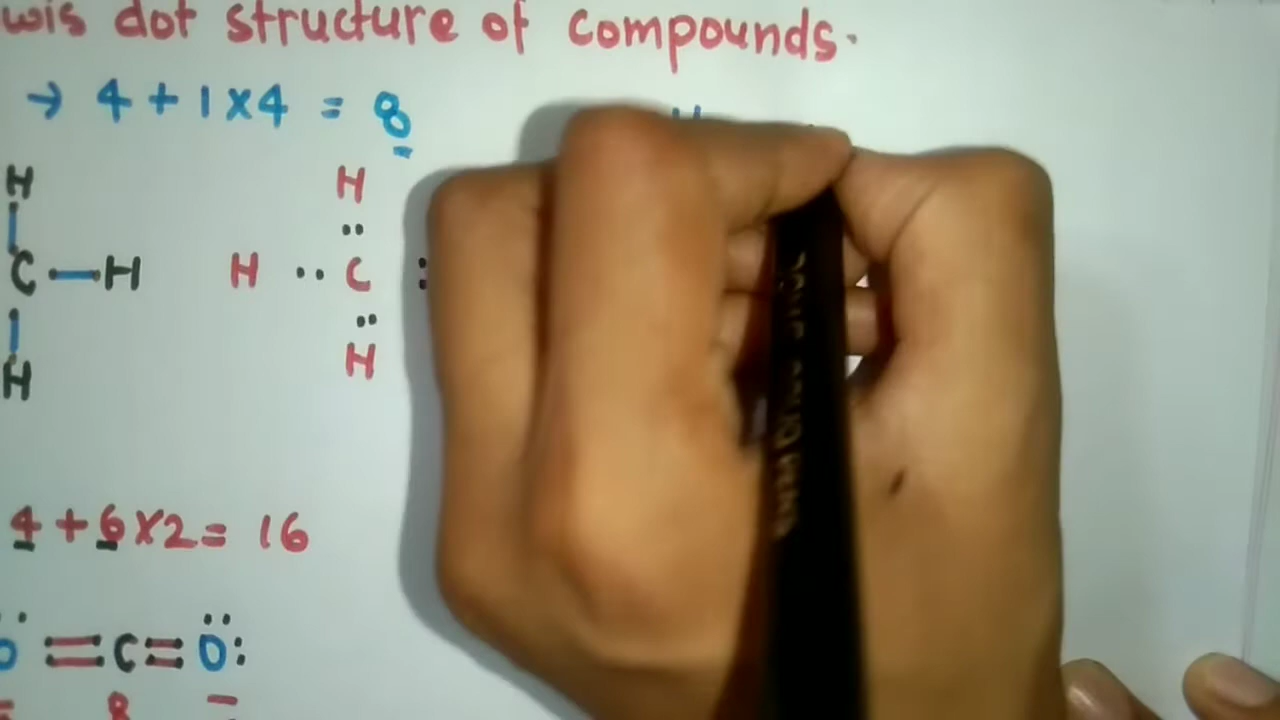 wis dot structure of compounds.
→ 4 + 1 x 4 = 8
H H
C — H H : C :
H H
4 + 6 x 2 = 16
O = C = O
8